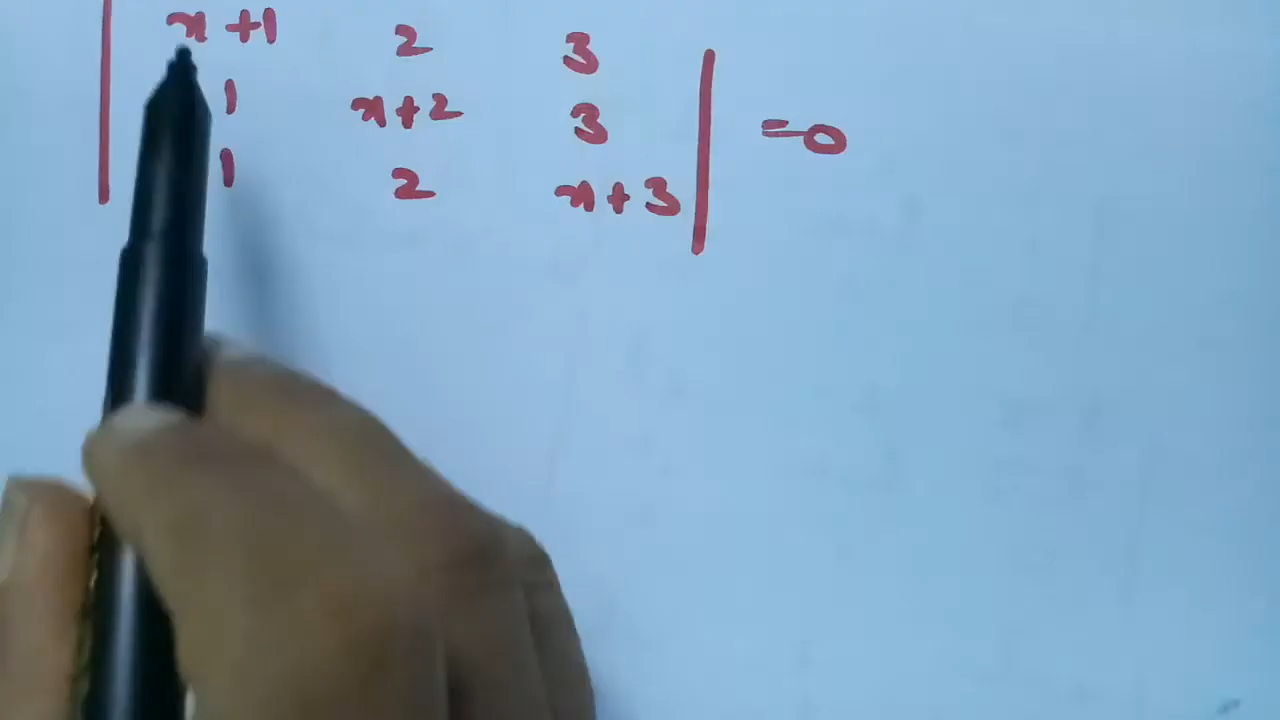 | x+1 2 3 |
| 1 x+2 3 | =0
| 1 2 x+3 |